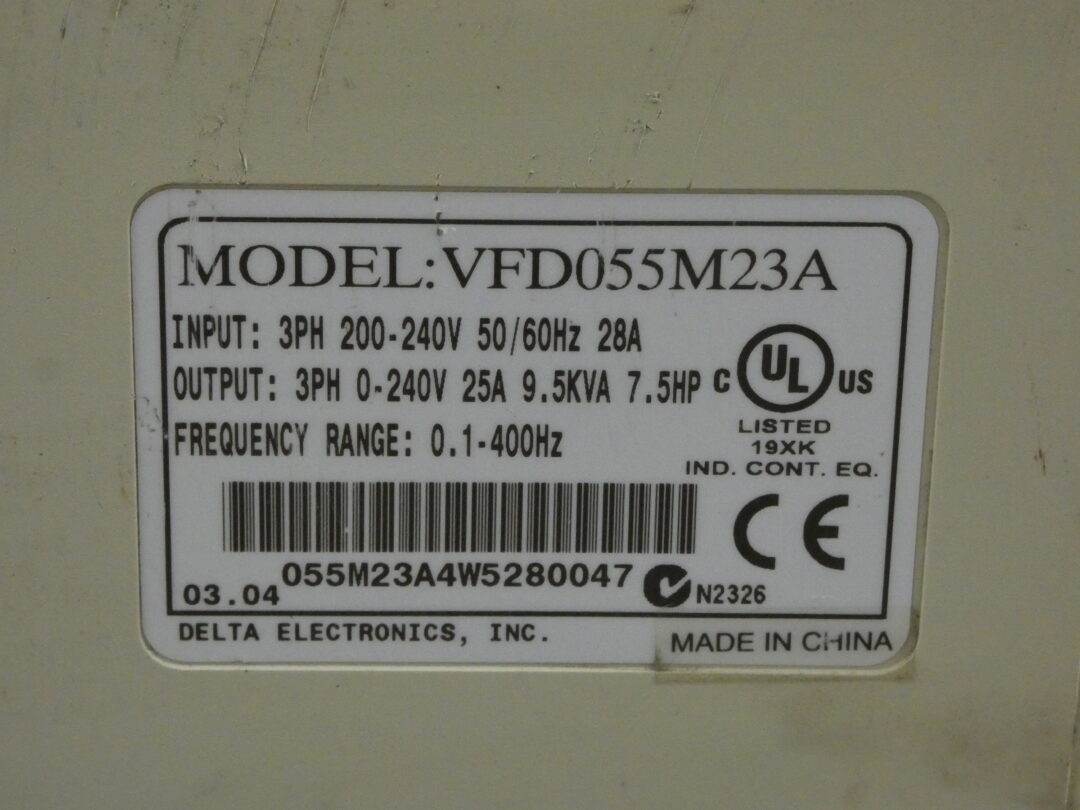 MODEL:VFD055M23A
INPUT: 3PH 200-240V 50/60Hz 28A
OUTPUT: 3PH 0-240V 25A 9.5KVA 7.5HP
FREQUENCY RANGE: 0.1-400Hz
C UL US
LISTED
19XK
IND. CONT. EQ.
CE
055M23A4W5280047
03.04
N2326
DELTA ELECTRONICS, INC.
MADE IN CHINA